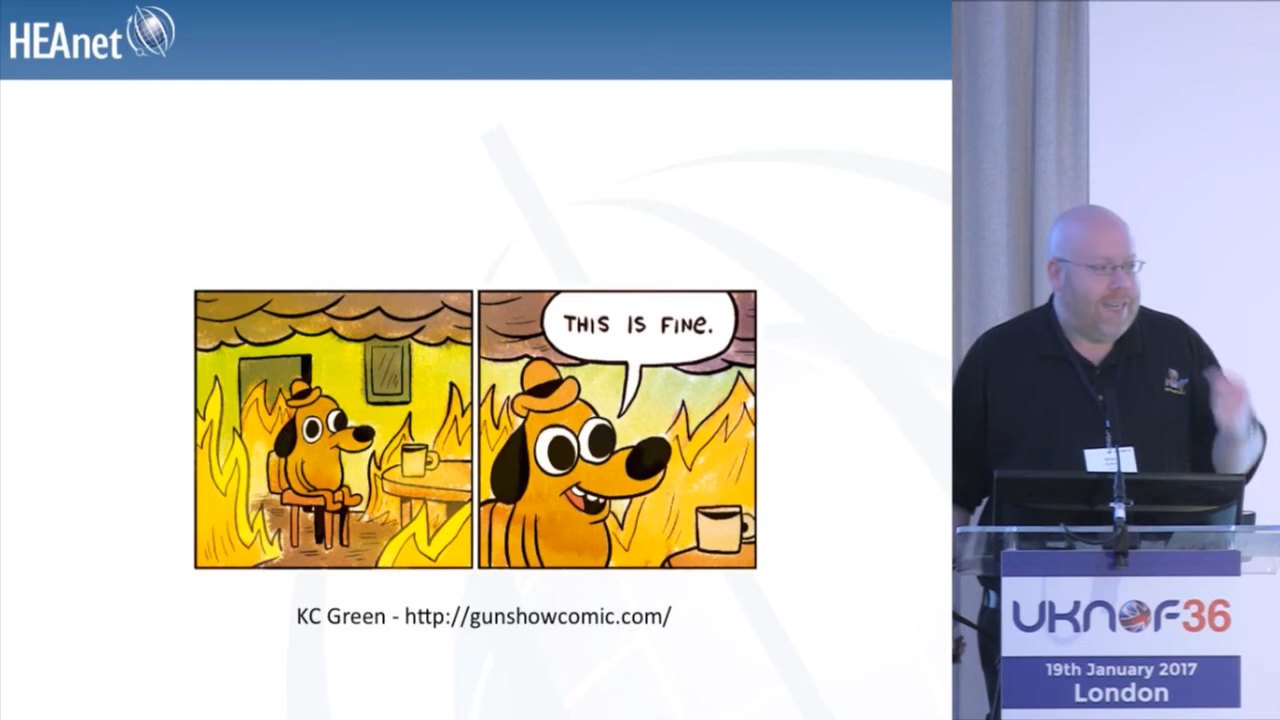 HEAnet
THIS IS FINE.
KC Green - http://gunshowcomic.com/
UKNOF36
19th January 2017
London